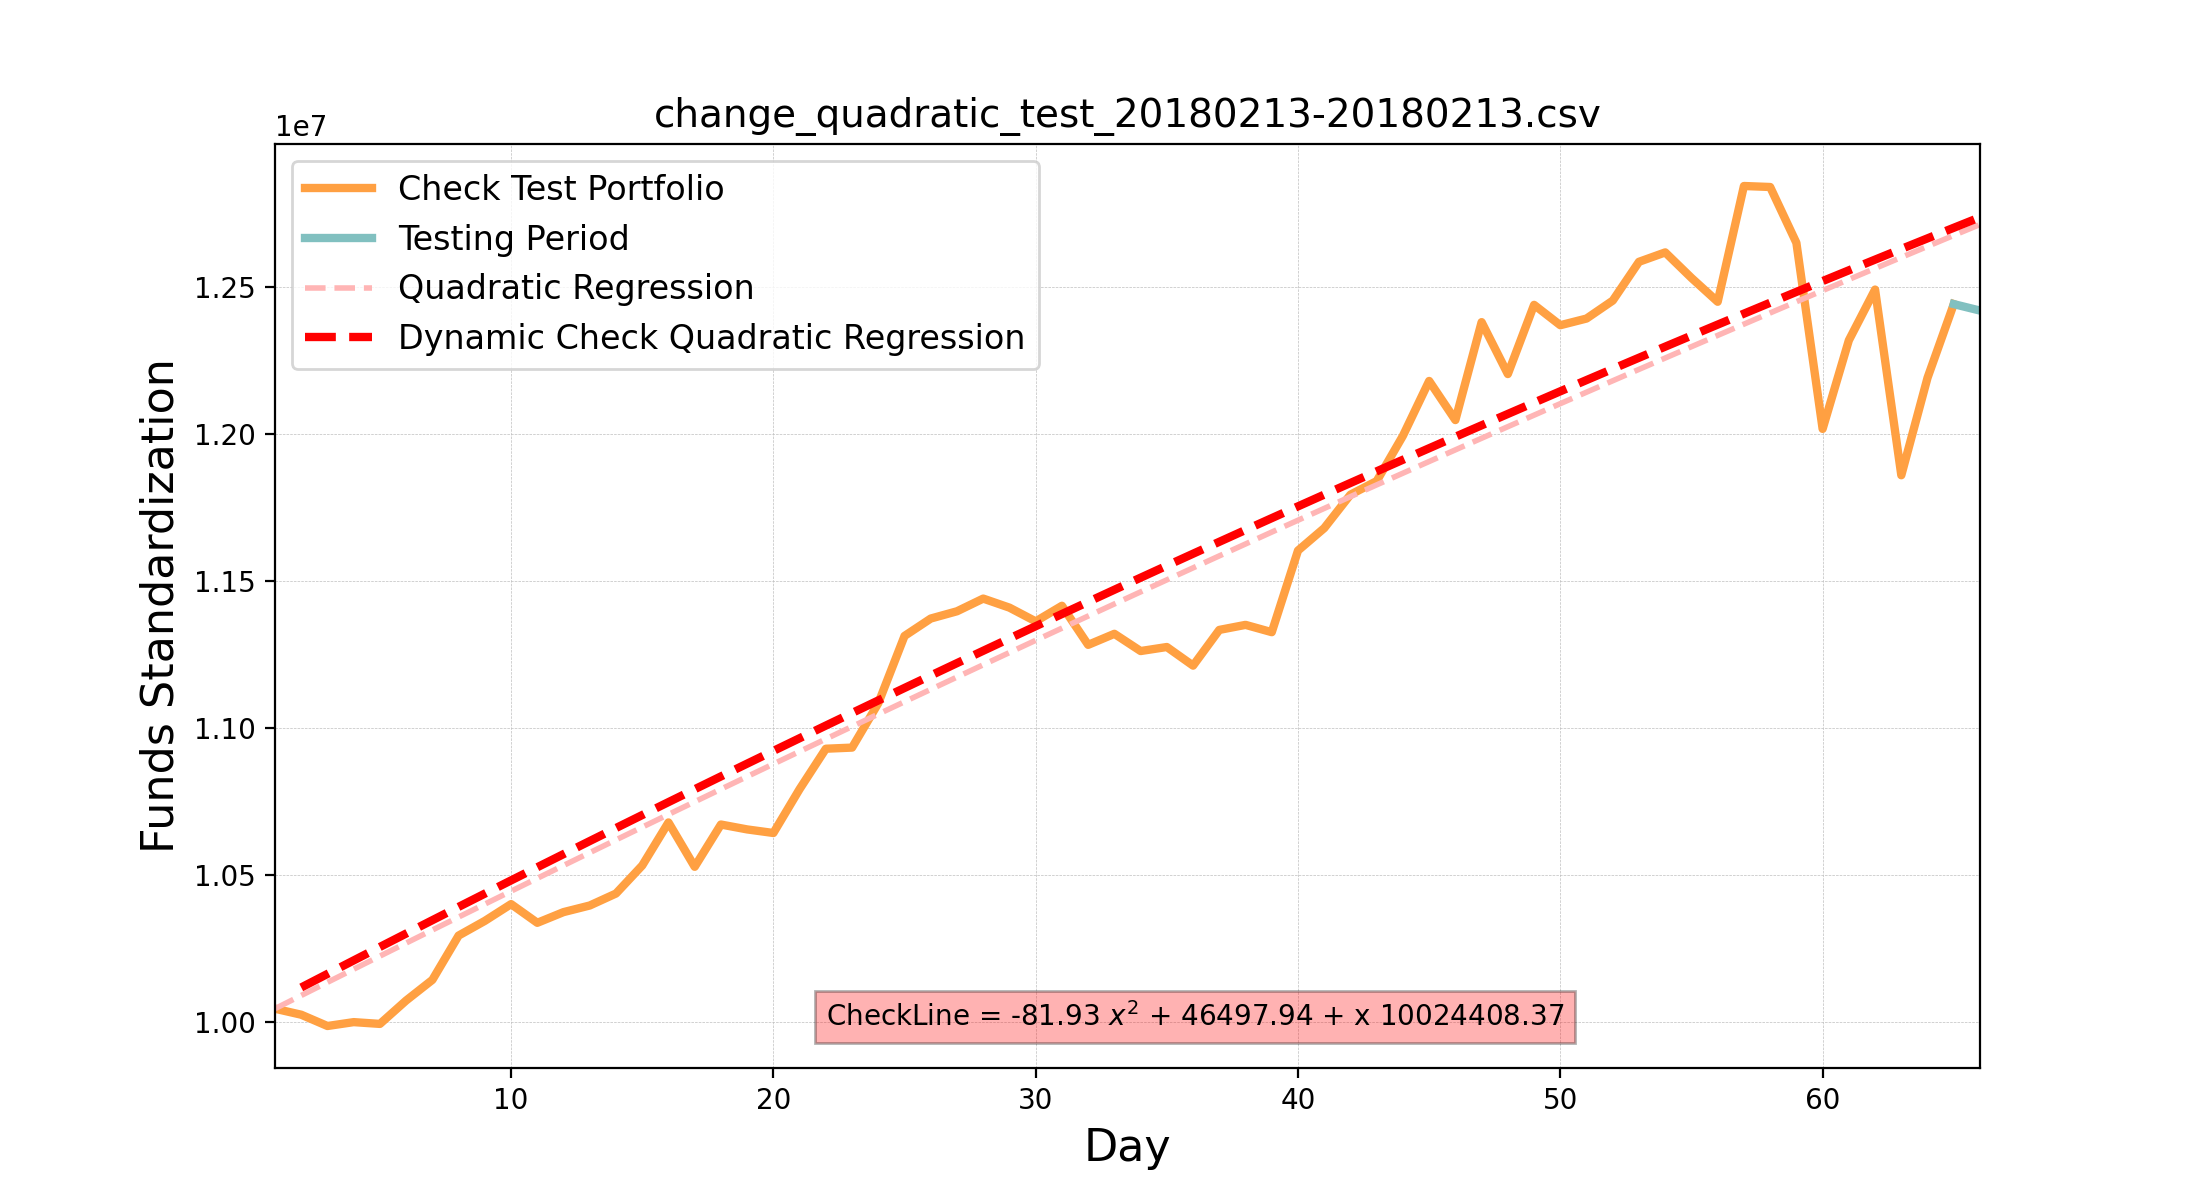 change_quadratic_test_20180213-20180213.csv
1e7
Check Test Portfolio
Testing Period
Quadratic Regression
Dynamic Check Quadratic Regression
Funds Standardization
1.25
1.20
1.15
1.10
1.05
1.00
CheckLine = -81.93 x² + 46497.94 + x 10024408.37
10 20 30 40 50 60
Day